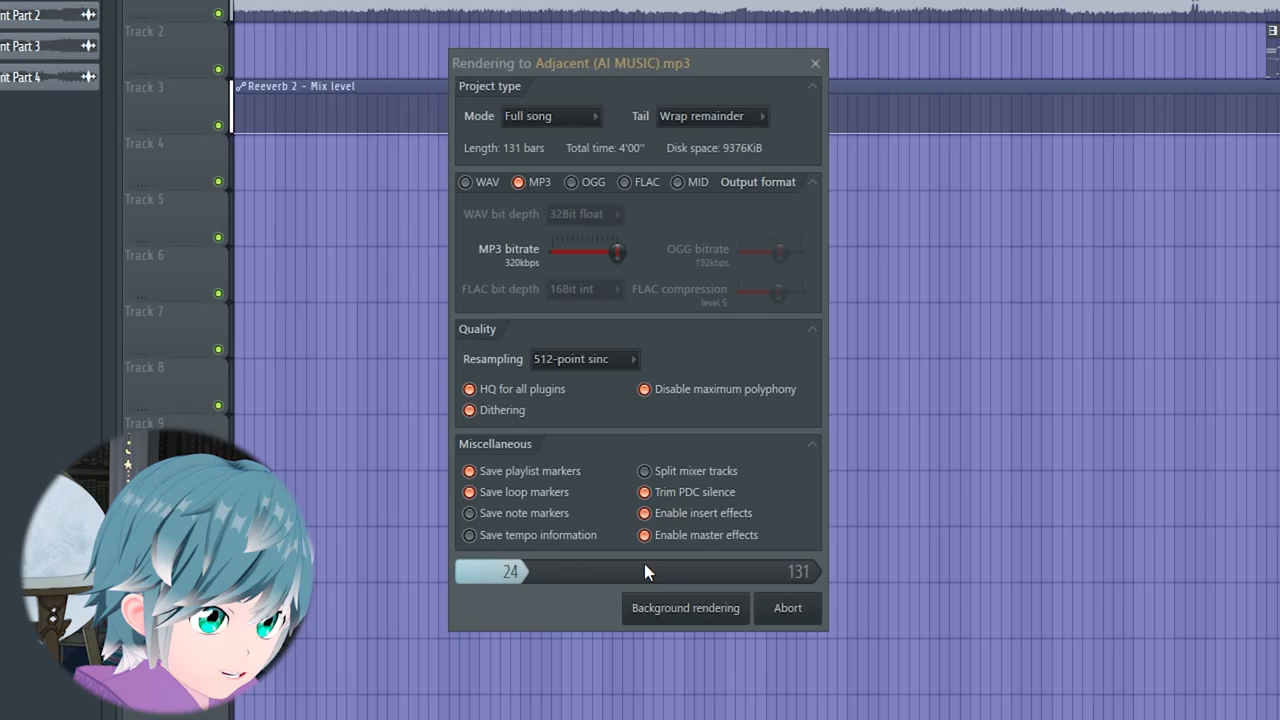 nt Part 2
nt Part 3
nt Part 4
Track 2
...
Track 3
...
Track 4
...
Track 5
...
Track 6
...
Track 7
...
Track 8
...
Track 9
Reeverb 2 - Mix level
Rendering to Adjacent (AI MUSIC).mp3
Project type
Mode Full song Tail Wrap remainder
Length: 131 bars Total time: 4'00'' Disk space: 9376KiB
WAV MP3 OGG FLAC MID Output format
WAV bit depth 32Bit float
MP3 bitrate OGG bitrate
320kbps 192kbps
FLAC bit depth 16Bit int FLAC compression
level 5
Quality
Resampling 512-point sinc
HQ for all plugins Disable maximum polyphony
Dithering
Miscellaneous
Save playlist markers Split mixer tracks
Save loop markers Trim PDC silence
Save note markers Enable insert effects
Save tempo information Enable master effects
24 131
Background rendering Abort